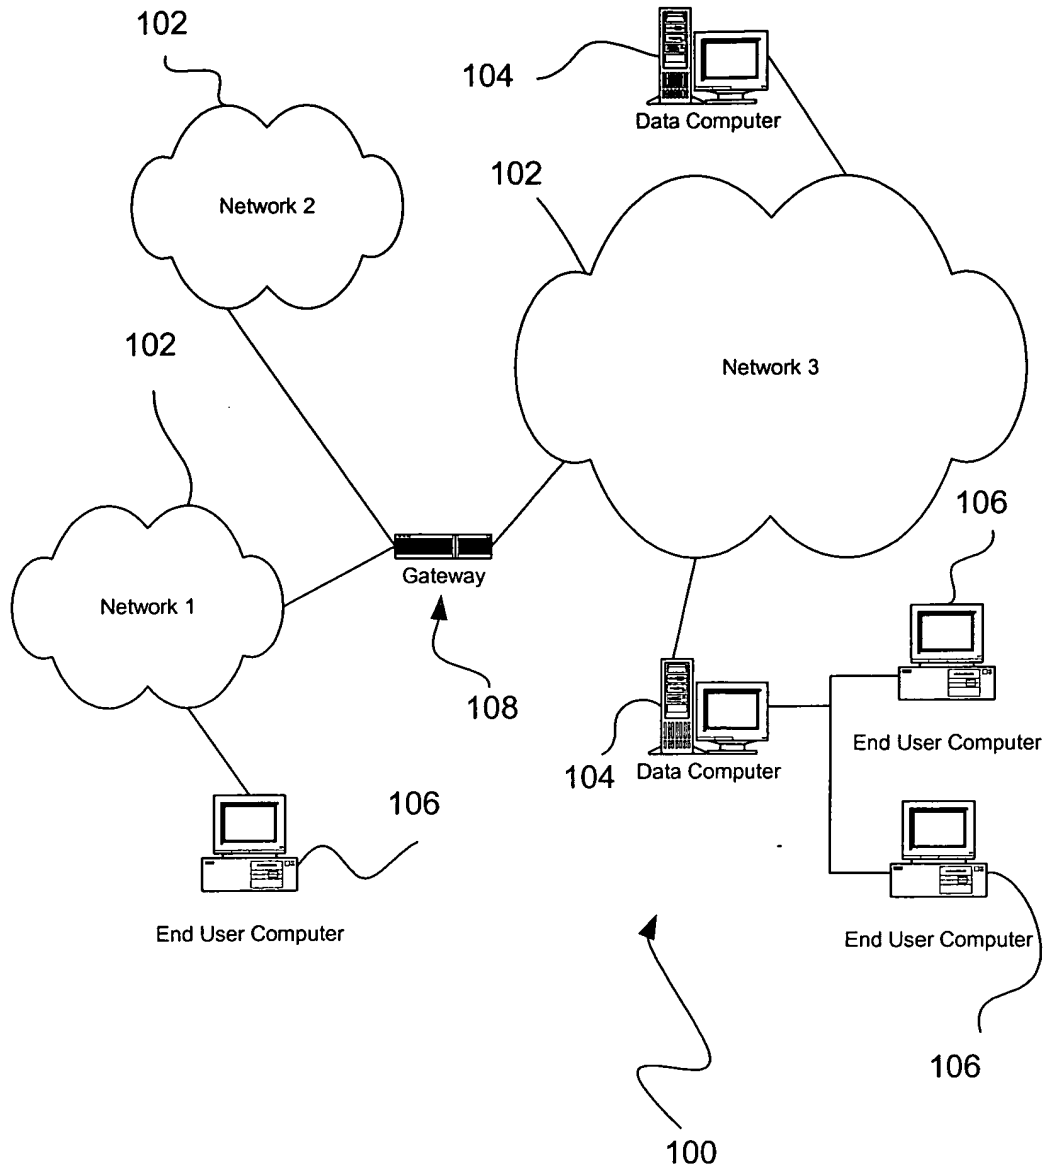 102
104
Data Computer
102
Network 2
102
Network 3
106
Gateway
Network 1
108
104
Data Computer
End User Computer
106
End User Computer
End User Computer
106
100